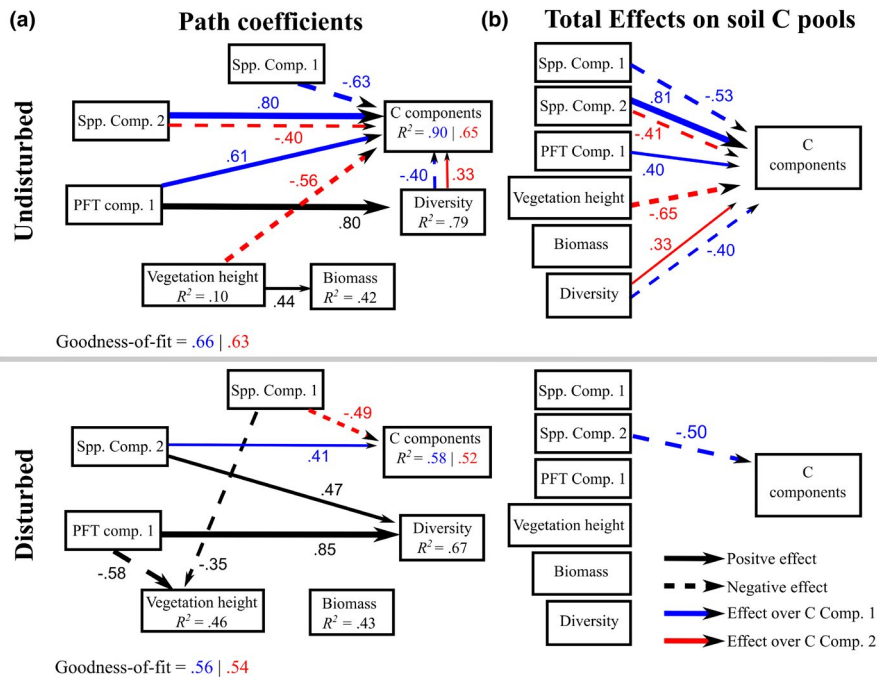 (a)
Path coefficients
(b)
Total Effects on soil C pools
Undisturbed
Spp. Comp. 1
-.63
Spp. Comp. 2
.80
-.40
C components
R² = .90 | .65
.61
-.56
-.40
.33
PFT comp. 1
.80
Diversity
R² = .79
Vegetation height
R² = .10
.44
Biomass
R² = .42
Goodness-of-fit = .66 | .63
Spp. Comp. 1
-.53
Spp. Comp. 2
.81
-.41
PFT Comp. 1
.40
C
components
Vegetation height
-.65
Biomass
.33
-.40
Diversity
Disturbed
Spp. Comp. 1
-.49
Spp. Comp. 2
.41
C components
R² = .58 | .52
.47
PFT comp. 1
.85
Diversity
R² = .67
-.58
-.35
Vegetation height
R² = .46
Biomass
R² = .43
Goodness-of-fit = .56 | .54
Spp. Comp. 1
Spp. Comp. 2
-.50
PFT Comp. 1
C
components
Vegetation height
Biomass
Diversity
Positve effect
Negative effect
Effect over C Comp. 1
Effect over C Comp. 2